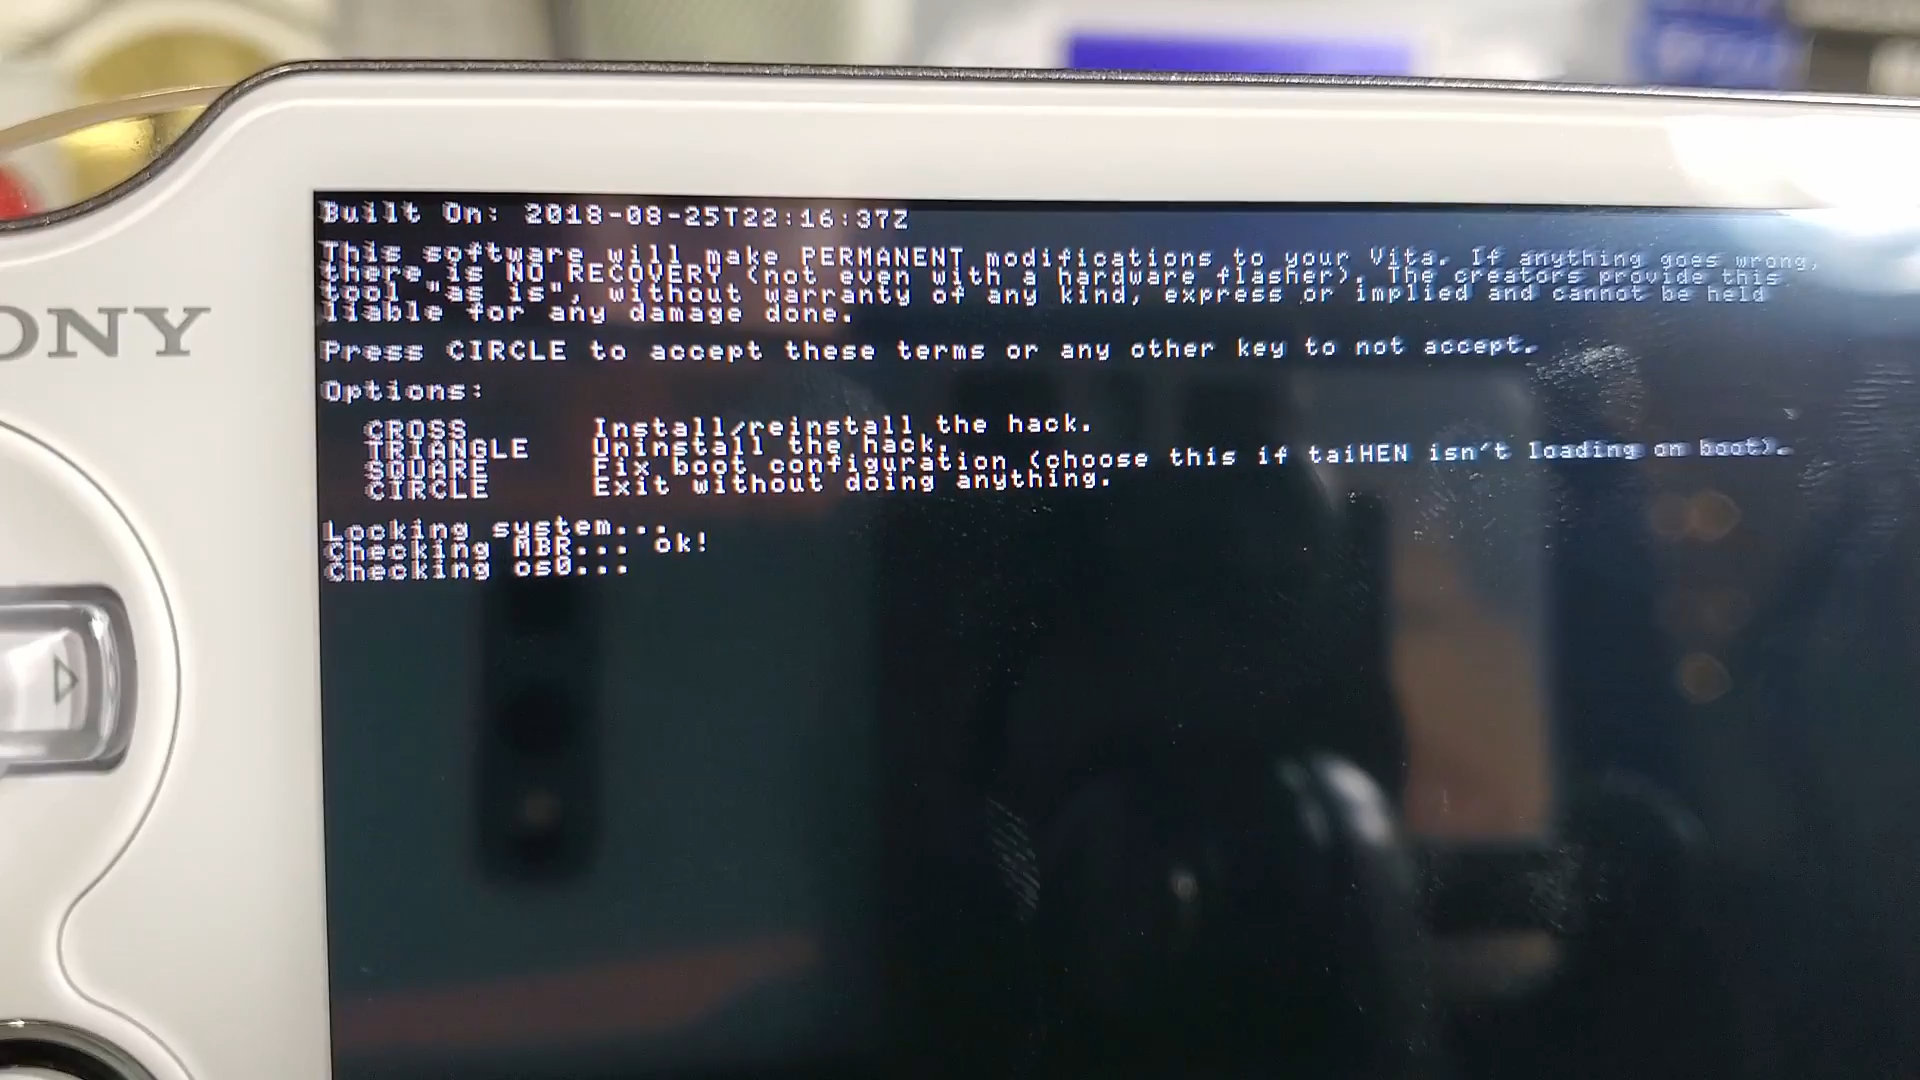 Built On: 2018-08-25T22:16:37Z
This software will make PERMANENT modifications to your Vita. If anything goes wrong,
there is NO RECOVERY (not even with a hardware flasher). The creators provide this
tool "as is", without warranty of any kind, express or implied and cannot be held
liable for any damage done.
Press CIRCLE to accept these terms or any other key to not accept.
Options:
CROSS Install/reinstall the hack.
TRIANGLE Uninstall the hack.
SQUARE Fix boot configuration (choose this if taiHEN isn't loading on boot).
CIRCLE Exit without doing anything.
Locking system...
Checking MBR... ok!
Checking os0...
ONY